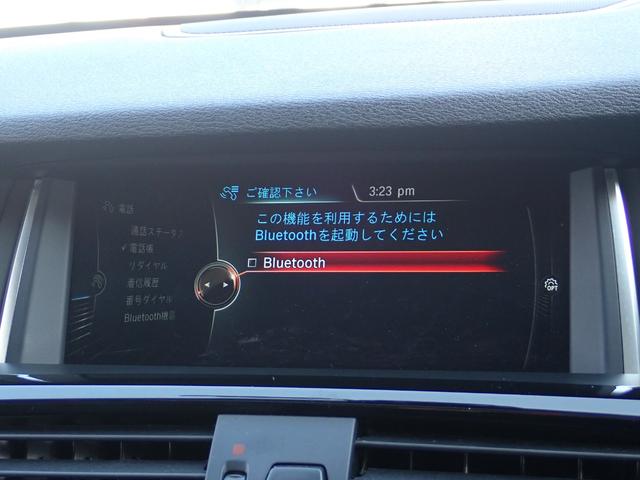 ご確認下さい 3:23 pm
この機能を利用するためには
Bluetoothを起動してください
Bluetooth
電話
通話ステータス
✓電話帳
リダイヤル
着信履歴
番号ダイヤル
Bluetooth機器
OPT